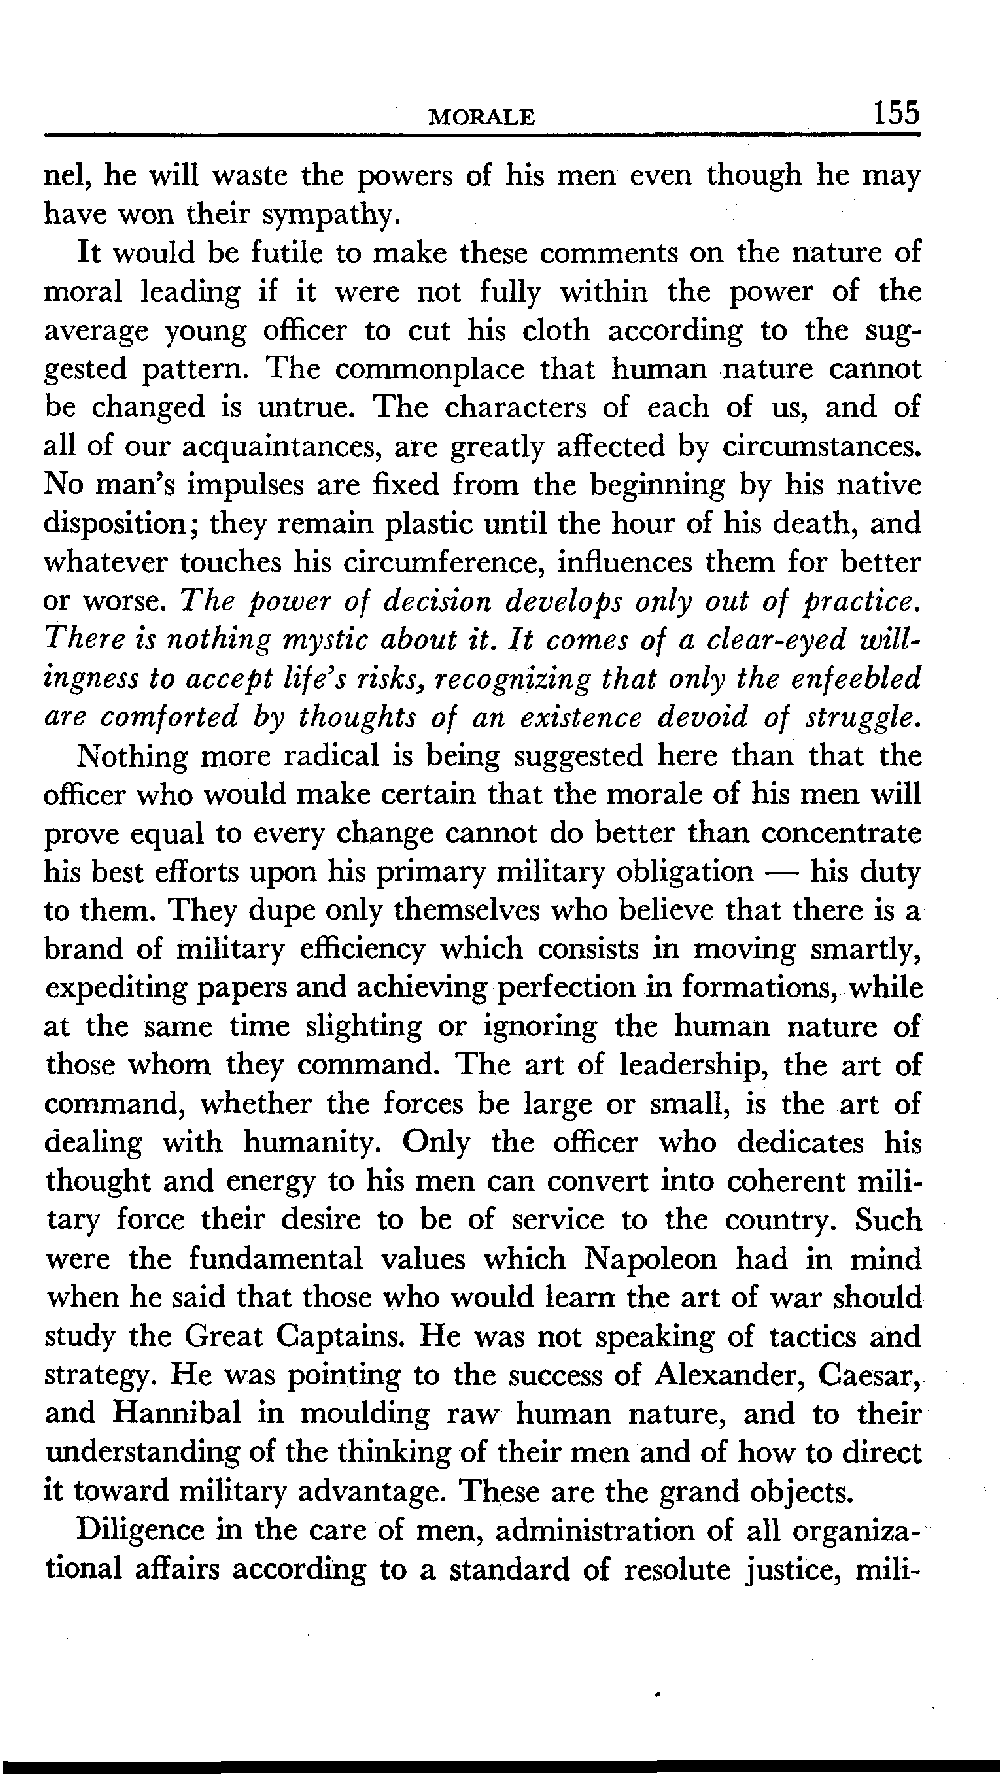 MORALE 155
nel, he will waste the powers of his men even though he may
have won their sympathy.
It would be futile to make these comments on the nature of
moral leading if it were not fully within the power of the
average young officer to cut his cloth according to the sug-
gested pattern. The commonplace that human nature cannot
be changed is untrue. The characters of each of us, and of
all of our acquaintances, are greatly affected by circumstances.
No man's impulses are fixed from the beginning by his native
disposition; they remain plastic until the hour of his death, and
whatever touches his circumference, influences them for better
or worse. The power of decision develops only out of practice.
There is nothing mystic about it. It comes of a clear-eyed will-
ingness to accept life's risks, recognizing that only the enfeebled
are comforted by thoughts of an existence devoid of struggle.
Nothing more radical is being suggested here than that the
officer who would make certain that the morale of his men will
prove equal to every change cannot do better than concentrate
his best efforts upon his primary military obligation — his duty
to them. They dupe only themselves who believe that there is a
brand of military efficiency which consists in moving smartly,
expediting papers and achieving perfection in formations, while
at the same time slighting or ignoring the human nature of
those whom they command. The art of leadership, the art of
command, whether the forces be large or small, is the art of
dealing with humanity. Only the officer who dedicates his
thought and energy to his men can convert into coherent mili-
tary force their desire to be of service to the country. Such
were the fundamental values which Napoleon had in mind
when he said that those who would learn the art of war should
study the Great Captains. He was not speaking of tactics and
strategy. He was pointing to the success of Alexander, Caesar,
and Hannibal in moulding raw human nature, and to their
understanding of the thinking of their men and of how to direct
it toward military advantage. These are the grand objects.
Diligence in the care of men, administration of all organiza-
tional affairs according to a standard of resolute justice, mili-